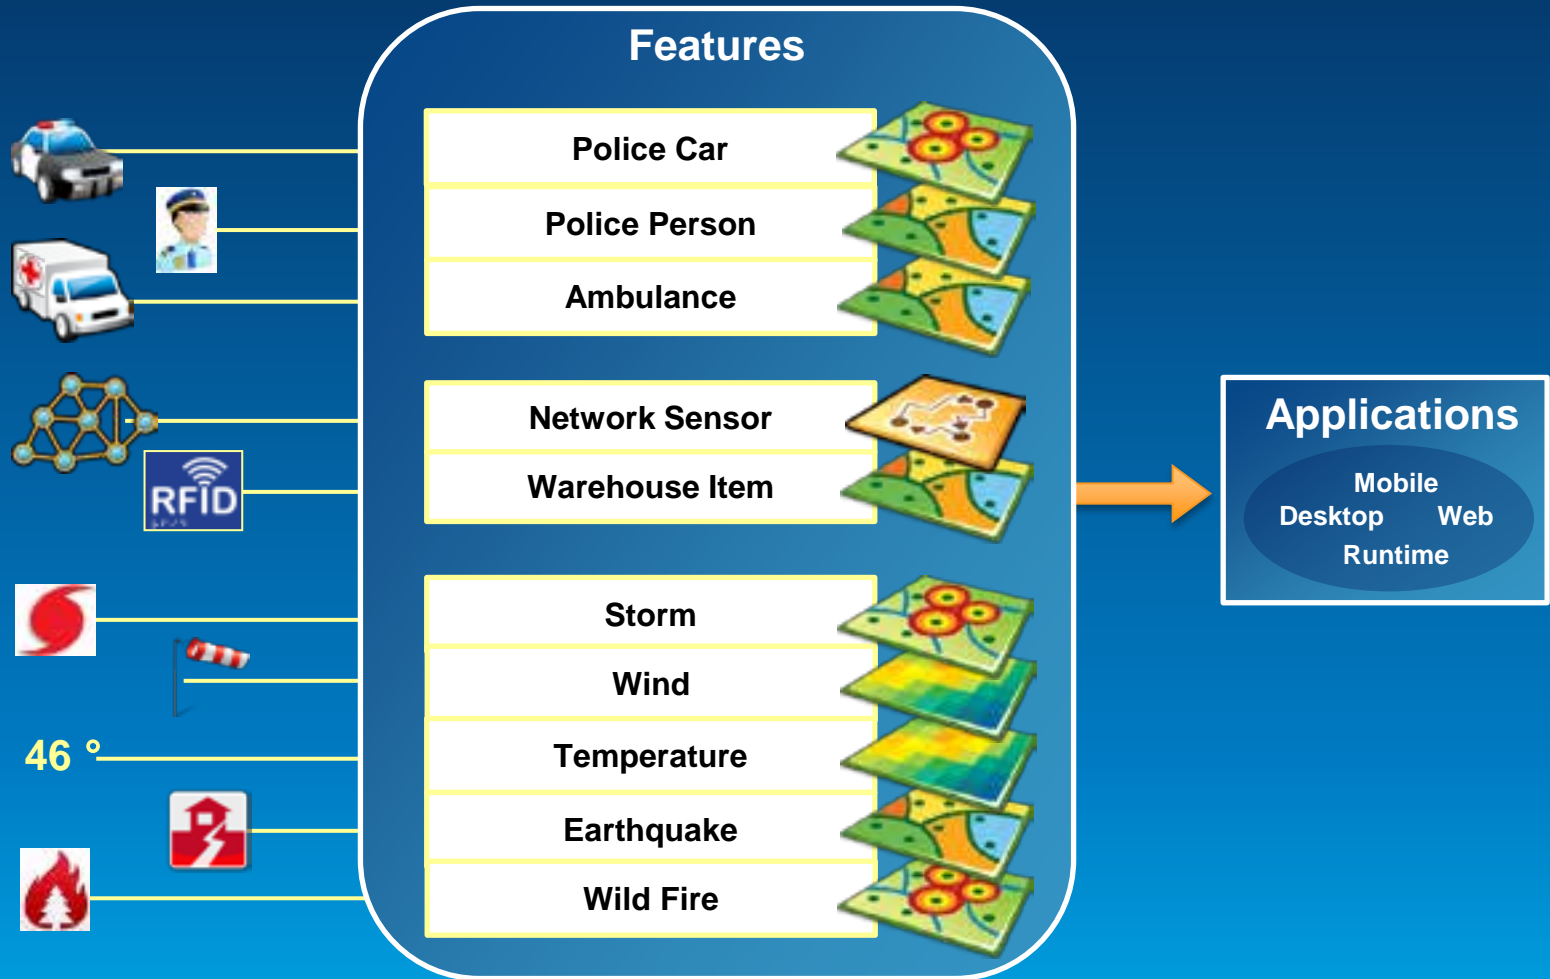 Features
Police Car
Police Person
Ambulance
Network Sensor
RFID
Warehouse Item
Storm
Wind
46 °
Temperature
Earthquake
Wild Fire
Applications
Mobile
Desktop Web
Runtime